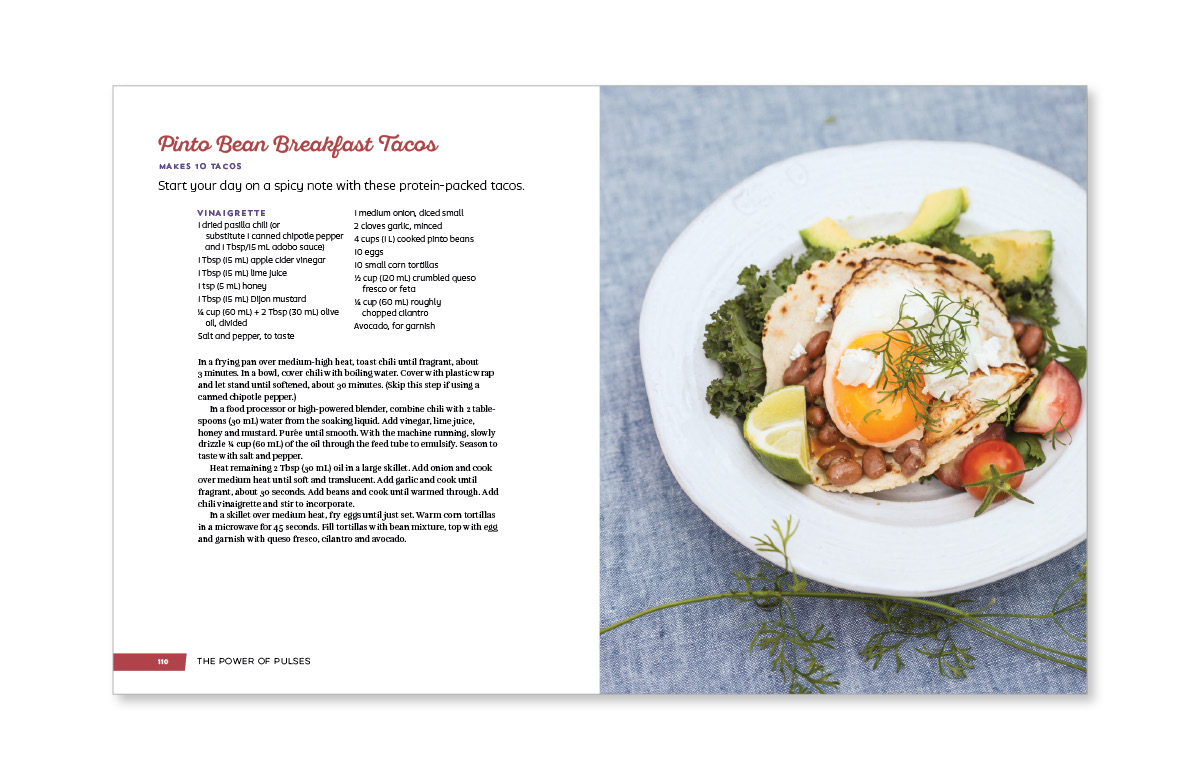 Pinto Bean Breakfast Tacos
MAKES 10 TACOS
Start your day on a spicy note with these protein-packed tacos.
VINAIGRETTE
1 dried pasilla chili (or
substitute 1 canned chipotle pepper
and 1 Tbsp/15 mL adobo sauce)
1 Tbsp (15 mL) apple cider vinegar
1 Tbsp (15 mL) lime juice
1 tsp (5 mL) honey
1 Tbsp (15 mL) Dijon mustard
¼ cup (60 mL) + 2 Tbsp (30 mL) olive
oil, divided
Salt and pepper, to taste
1 medium onion, diced small
2 cloves garlic, minced
4 cups (1 L) cooked pinto beans
10 eggs
10 small corn tortillas
½ cup (120 mL) crumbled queso
fresco or feta
¼ cup (60 mL) roughly
chopped cilantro
Avocado, for garnish
In a frying pan over medium-high heat, toast chili until fragrant, about
3 minutes. In a bowl, cover chili with boiling water. Cover with plastic wrap
and let stand until softened, about 30 minutes. (Skip this step if using a
canned chipotle pepper.)
In a food processor or high-powered blender, combine chili with 2 table-
spoons (30 mL) water from the soaking liquid. Add vinegar, lime juice,
honey and mustard. Purée until smooth. With the machine running, slowly
drizzle ¼ cup (60 mL) of the oil through the feed tube to emulsify. Season to
taste with salt and pepper.
Heat remaining 2 Tbsp (30 mL) oil in a large skillet. Add onion and cook
over medium heat until soft and translucent. Add garlic and cook until
fragrant, about 30 seconds. Add beans and cook until warmed through. Add
chili vinaigrette and stir to incorporate.
In a skillet over medium heat, fry eggs until just set. Warm corn tortillas
in a microwave for 45 seconds. Fill tortillas with bean mixture, top with egg
and garnish with queso fresco, cilantro and avocado.
110 THE POWER OF PULSES